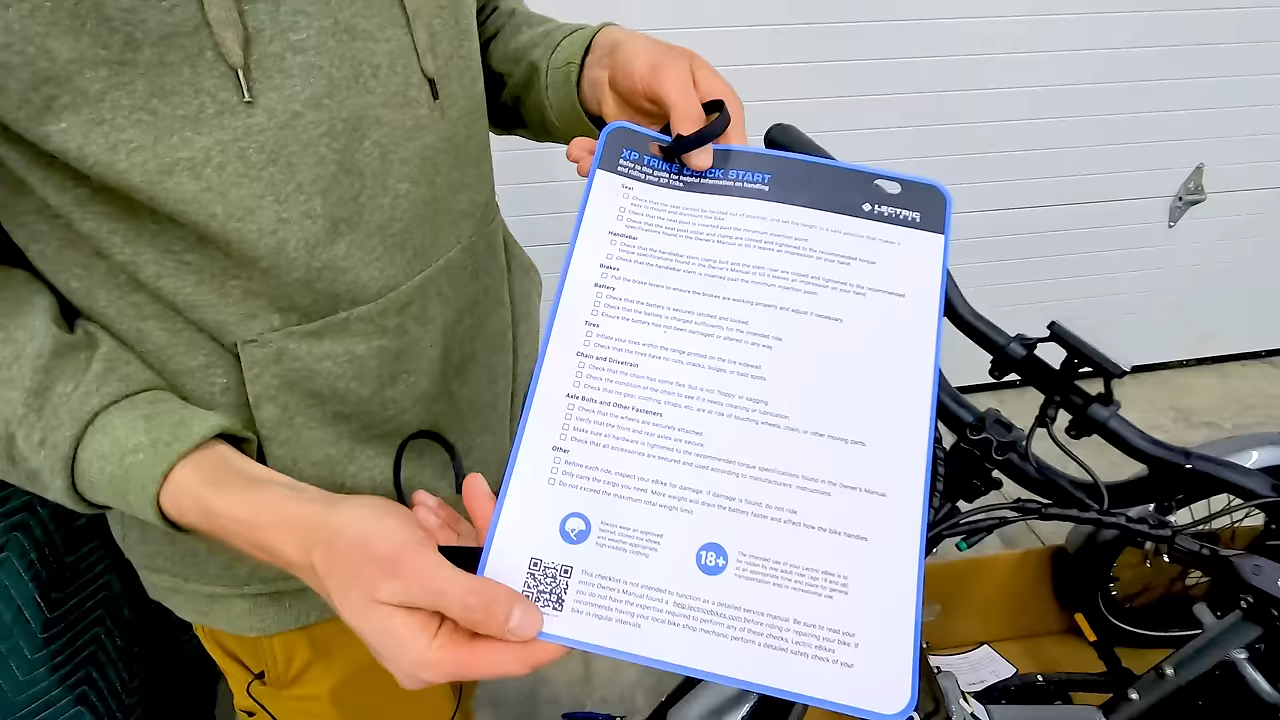 XP TRIKE QUICK START
Refer to this guide for helpful information on handling
and riding your XP Trike.
LECTRIC
Seat
Check that the seat cannot be twisted out of position, and set the height to a safe position that makes it
easy to mount and dismount the bike.
Check that the seat post is inserted past the minimum insertion point.
Check that the seat post collar and clamp are closed and tightened to the recommended torque
specifications found in the Owner's Manual or till it leaves an impression on your hand.
Handlebar
Check that the handlebar stem clamp bolt and the stem riser are closed and tightened to the recommended
torque specifications found in the Owner's Manual or till it leaves an impression on your hand.
Check that the handlebar stem is inserted past the minimum insertion point.
Brakes
Pull the brake levers to ensure the brakes are working properly and adjust if necessary.
Battery
Check that the battery is securely latched and locked.
Check that the battery is charged sufficiently for the intended ride.
Ensure the battery has not been damaged or altered in any way.
Tires
Inflate your tires within the range printed on the tire sidewall.
Check that the tires have no cuts, cracks, bulges, or bald spots.
Chain and Drivetrain
Check that the chain has some flex, but is not "floppy" or sagging.
Check the condition of the chain to see if it needs cleaning or lubrication.
Check that no gear, clothing, straps, etc. are at risk of touching wheels, chain, or other moving parts.
Axle Bolts and Other Fasteners
Check that the wheels are securely attached.
Verify that the front and rear axles are secure.
Make sure all hardware is tightened to the recommended torque specifications found in the Owner's Manual.
Check that all accessories are secured and used according to manufacturers' instructions.
Other
Before each ride, inspect your eBike for damage. If damage is found, do not ride.
Only carry the cargo you need. More weight will drain the battery faster and affect how the bike handles.
Do not exceed the maximum total weight limit.
Always wear an approved
helmet, closed toe shoes,
and weather appropriate,
high-visibility clothing.
18+
The intended use of your Lectric eBike is to
be ridden by one adult rider (age 18 and up)
at an appropriate time and place for general
transportation and/or recreational use.
This checklist is not intended to function as a detailed service manual. Be sure to read your
entire Owner's Manual found a help.lectricebikes.com before riding or repairing your bike. If
you do not have the expertise required to perform any of these checks, Lectric eBikes
recommends having your local bike shop mechanic perform a detailed safety check of your
bike in regular intervals.